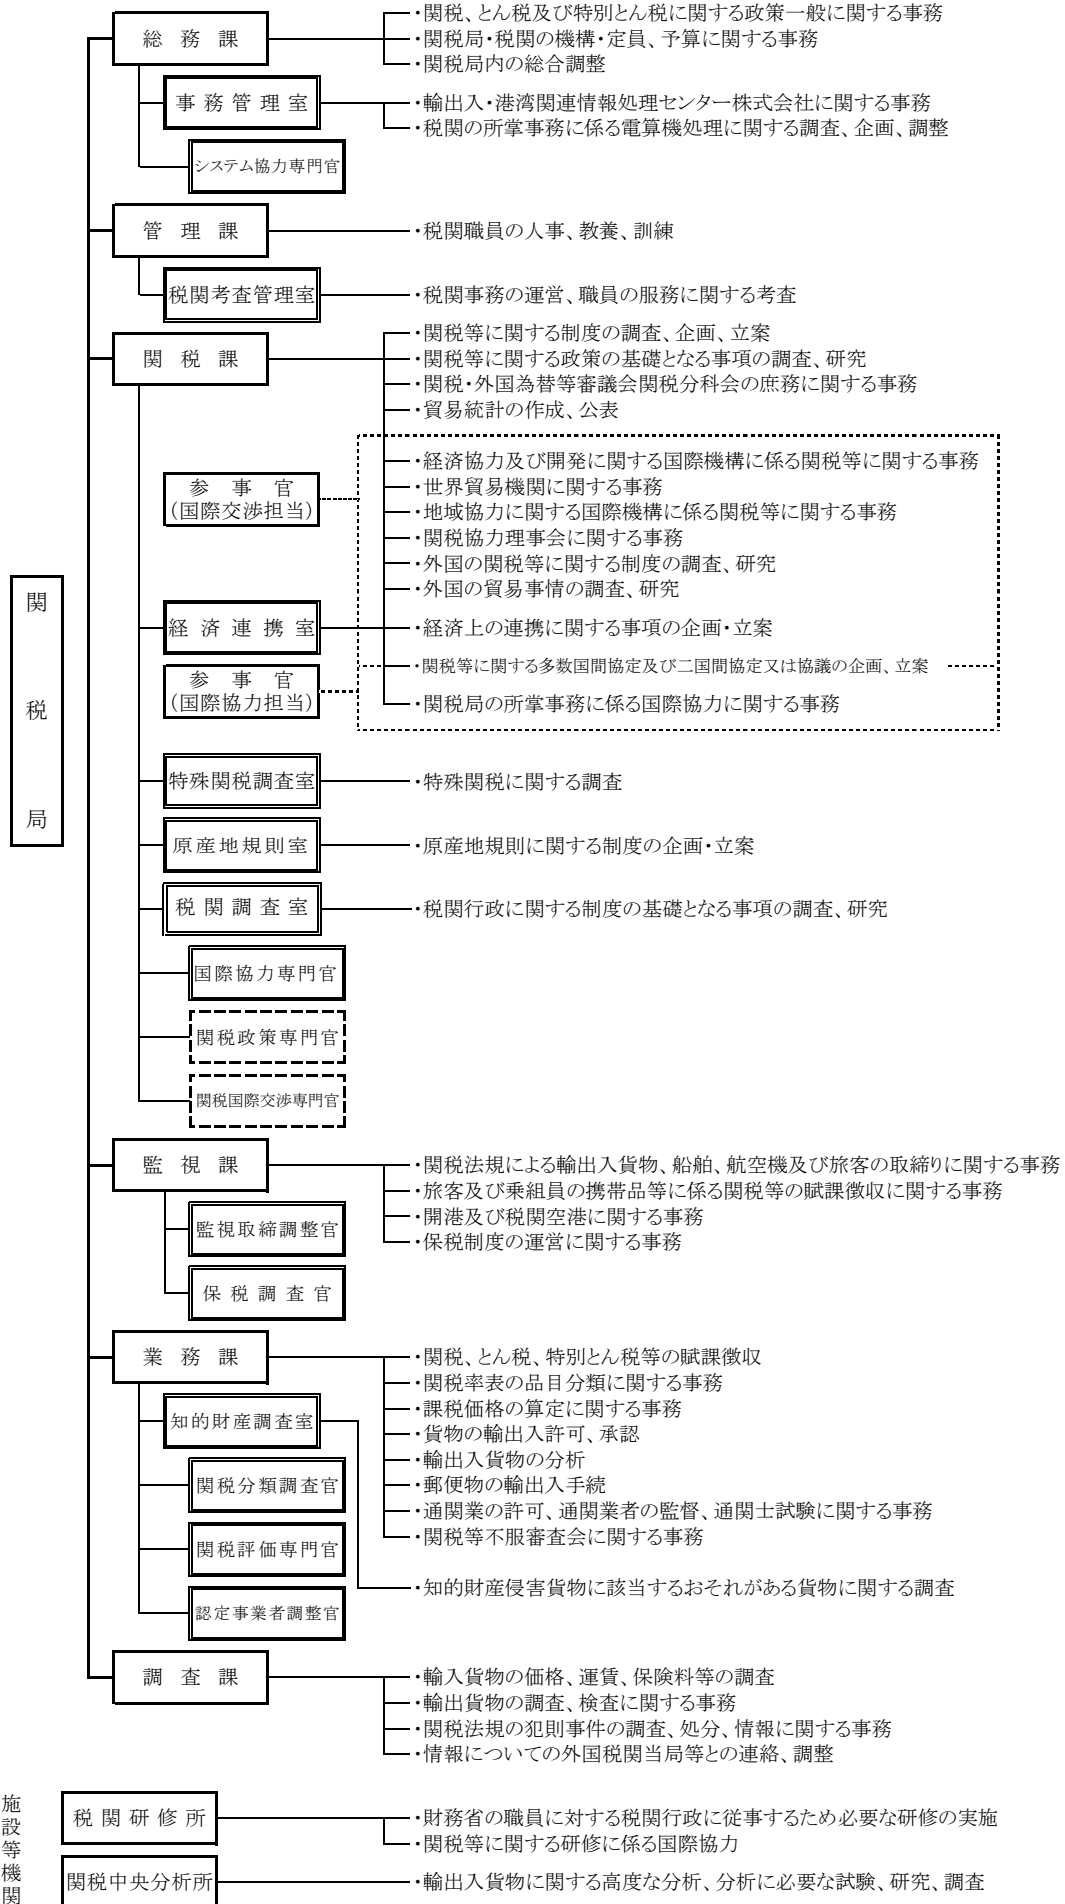 関税局
総務課
・関税、とん税及び特別とん税に関する政策一般に関する事務
・関税局・税関の機構・定員、予算に関する事務
・関税局内の総合調整
事務管理室
・輸出入・港湾関連情報処理センター株式会社に関する事務
・税関の所掌事務に係る電算機処理に関する調査、企画、調整
システム協力専門官
管理課
・税関職員の人事、教養、訓練
税関考査管理室
・税関事務の運営、職員の服務に関する考査
関税課
・関税等に関する制度の調査、企画、立案
・関税等に関する政策の基礎となる事項の調査、研究
・関税・外国為替等審議会関税分科会の庶務に関する事務
・貿易統計の作成、公表
参事官
(国際交渉担当)
・経済協力及び開発に関する国際機構に係る関税等に関する事務
・世界貿易機関に関する事務
・地域協力に関する国際機構に係る関税等に関する事務
・関税協力理事会に関する事務
・外国の関税等に関する制度の調査、研究
・外国の貿易事情の調査、研究
経済連携室
・経済上の連携に関する事項の企画・立案
参事官
(国際協力担当)
・関税等に関する多数国間協定及び二国間協定又は協議の企画、立案
・関税局の所掌事務に係る国際協力に関する事務
特殊関税調査室
・特殊関税に関する調査
原産地規則室
・原産地規則に関する制度の企画・立案
税関調査室
・税関行政に関する制度の基礎となる事項の調査、研究
国際協力専門官
関税政策専門官
関税国際交渉専門官
監視課
・関税法規による輸出入貨物、船舶、航空機及び旅客の取締りに関する事務
・旅客及び乗組員の携帯品等に係る関税等の賦課徴収に関する事務
・開港及び税関空港に関する事務
・保税制度の運営に関する事務
監視取締調整官
保税調査官
業務課
・関税、とん税、特別とん税等の賦課徴収
・関税率表の品目分類に関する事務
・課税価格の算定に関する事務
・貨物の輸出入許可、承認
・輸出入貨物の分析
・郵便物の輸出入手続
・通関業の許可、通関業者の監督、通関士試験に関する事務
・関税等不服審査会に関する事務
知的財産調査室
・知的財産侵害貨物に該当するおそれがある貨物に関する調査
関税分類調査官
関税評価専門官
認定事業者調整官
調査課
・輸入貨物の価格、運賃、保険料等の調査
・輸出貨物の調査、検査に関する事務
・関税法規の犯則事件の調査、処分、情報に関する事務
・情報についての外国税関当局等との連絡、調整
施設等機関
税関研修所
・財務省の職員に対する税関行政に従事するため必要な研修の実施
・関税等に関する研修に係る国際協力
関税中央分析所
・輸出入貨物に関する高度な分析、分析に必要な試験、研究、調査